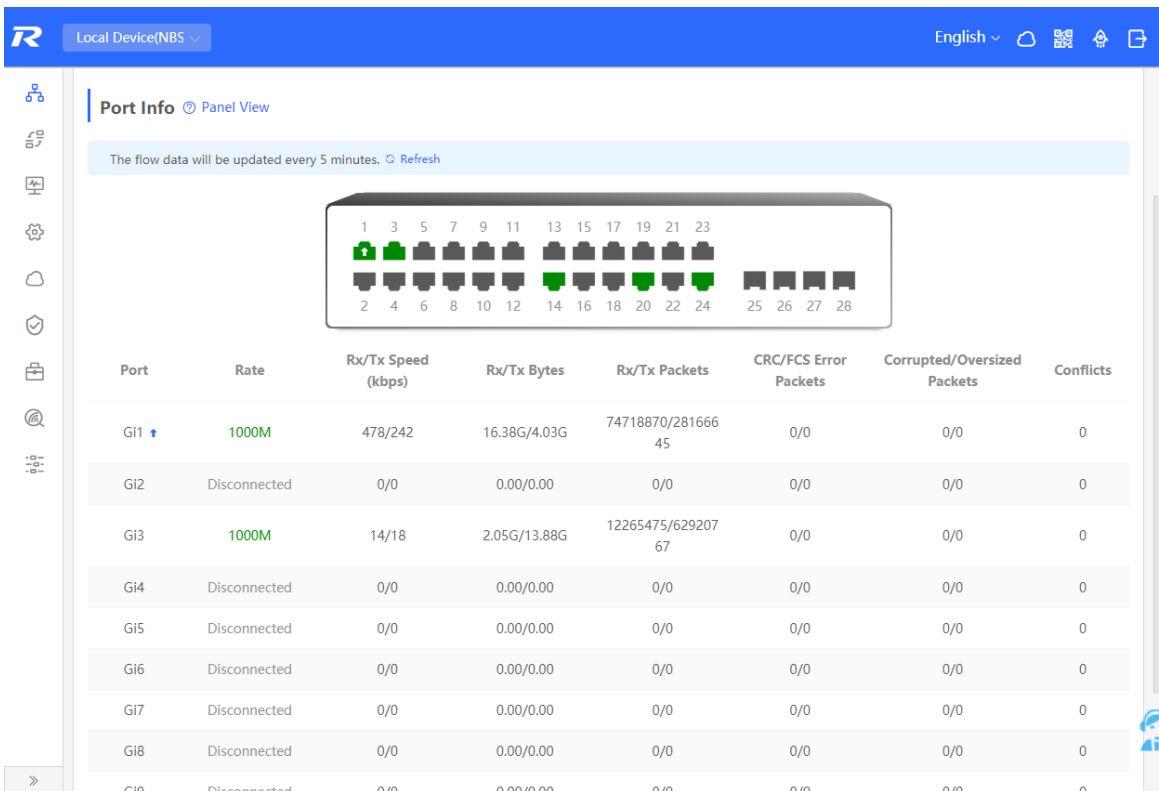 Local Device(NBS
English
Port Info Panel View
The flow data will be updated every 5 minutes. Refresh
1 3 5 7 9 11 13 15 17 19 21 23
2 4 6 8 10 12 14 16 18 20 22 24 25 26 27 28
Port Rate Rx/Tx Speed (kbps) Rx/Tx Bytes Rx/Tx Packets CRC/FCS Error Packets Corrupted/Oversized Packets Conflicts
Gi1 1000M 478/242 16.38G/4.03G 74718870/28166645 0/0 0/0 0
Gi2 Disconnected 0/0 0.00/0.00 0/0 0/0 0/0 0
Gi3 1000M 14/18 2.05G/13.88G 12265475/62920767 0/0 0/0 0
Gi4 Disconnected 0/0 0.00/0.00 0/0 0/0 0/0 0
Gi5 Disconnected 0/0 0.00/0.00 0/0 0/0 0/0 0
Gi6 Disconnected 0/0 0.00/0.00 0/0 0/0 0/0 0
Gi7 Disconnected 0/0 0.00/0.00 0/0 0/0 0/0 0
Gi8 Disconnected 0/0 0.00/0.00 0/0 0/0 0/0 0